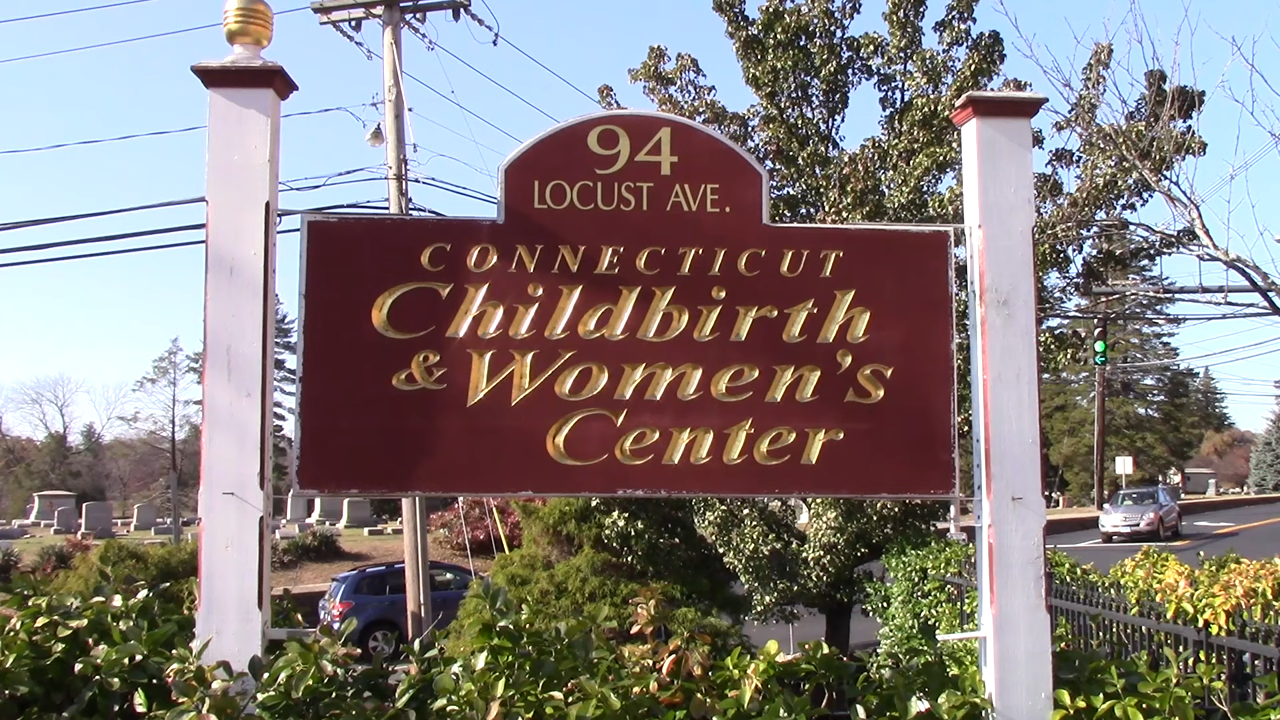 94
LOCUST AVE.
CONNECTICUT
Childbirth
& Women's
Center